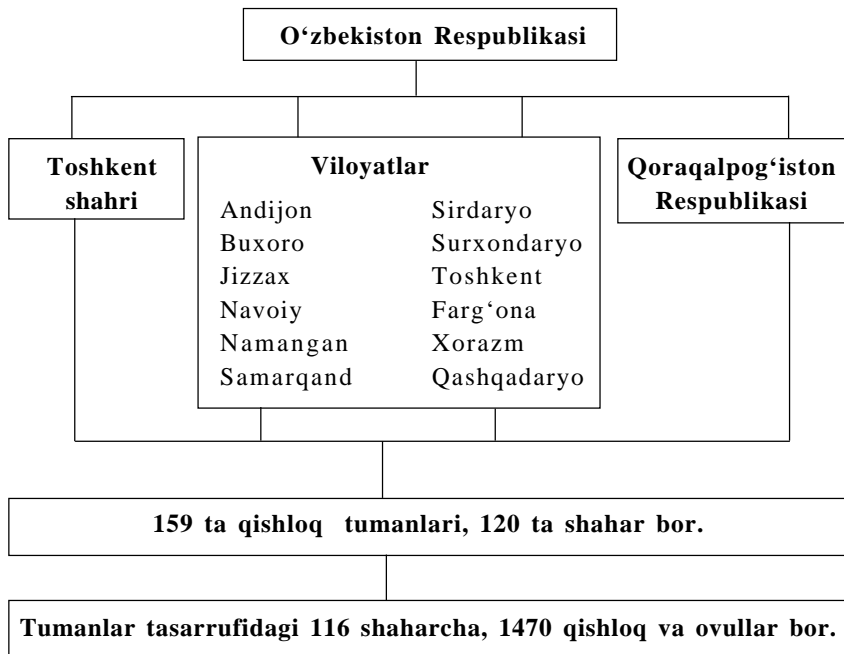 O‘zbekiston Respublikasi
Toshkent
shahri
Viloyatlar
Andijon
Buxoro
Jizzax
Navoiy
Namangan
Samarqand
Sirdaryo
Surxondaryo
Toshkent
Farg‘ona
Xorazm
Qashqadaryo
Qoraqalpog‘iston
Respublikasi
159 ta qishloq tumanlari, 120 ta shahar bor.
Tumanlar tasarrufidagi 116 shaharcha, 1470 qishloq va ovullar bor.